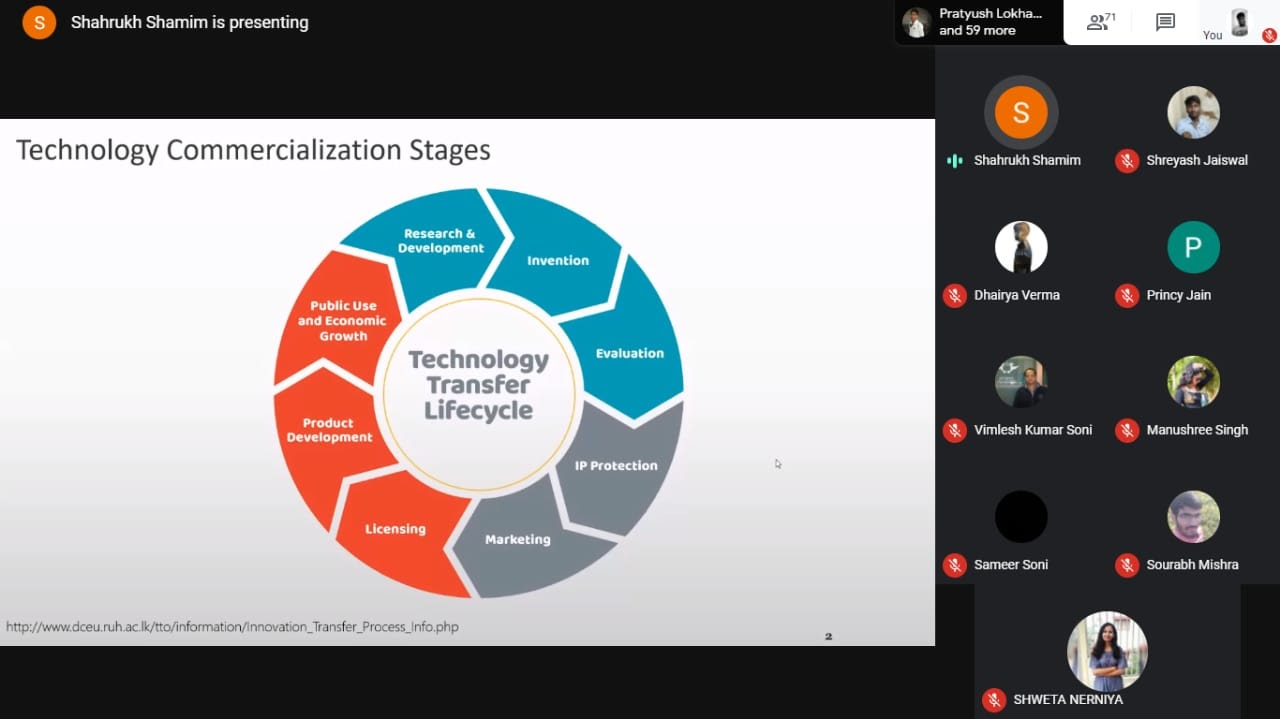 S
Shahrukh Shamim is presenting
Pratyush Lokha...
and 59 more
71
You
Technology Commercialization Stages
Research &
Development
Invention
Evaluation
IP Protection
Marketing
Licensing
Product
Development
Public Use
and Economic
Growth
Technology
Transfer
Lifecycle
http://www.dceu.ruh.ac.lk/tto/information/Innovation_Transfer_Process_Info.php
2
S
Shahrukh Shamim
Shreyash Jaiswal
Dhairya Verma
P
Princy Jain
Vimlesh Kumar Soni
Manushree Singh
Sameer Soni
Sourabh Mishra
SHWETA NERNIYA